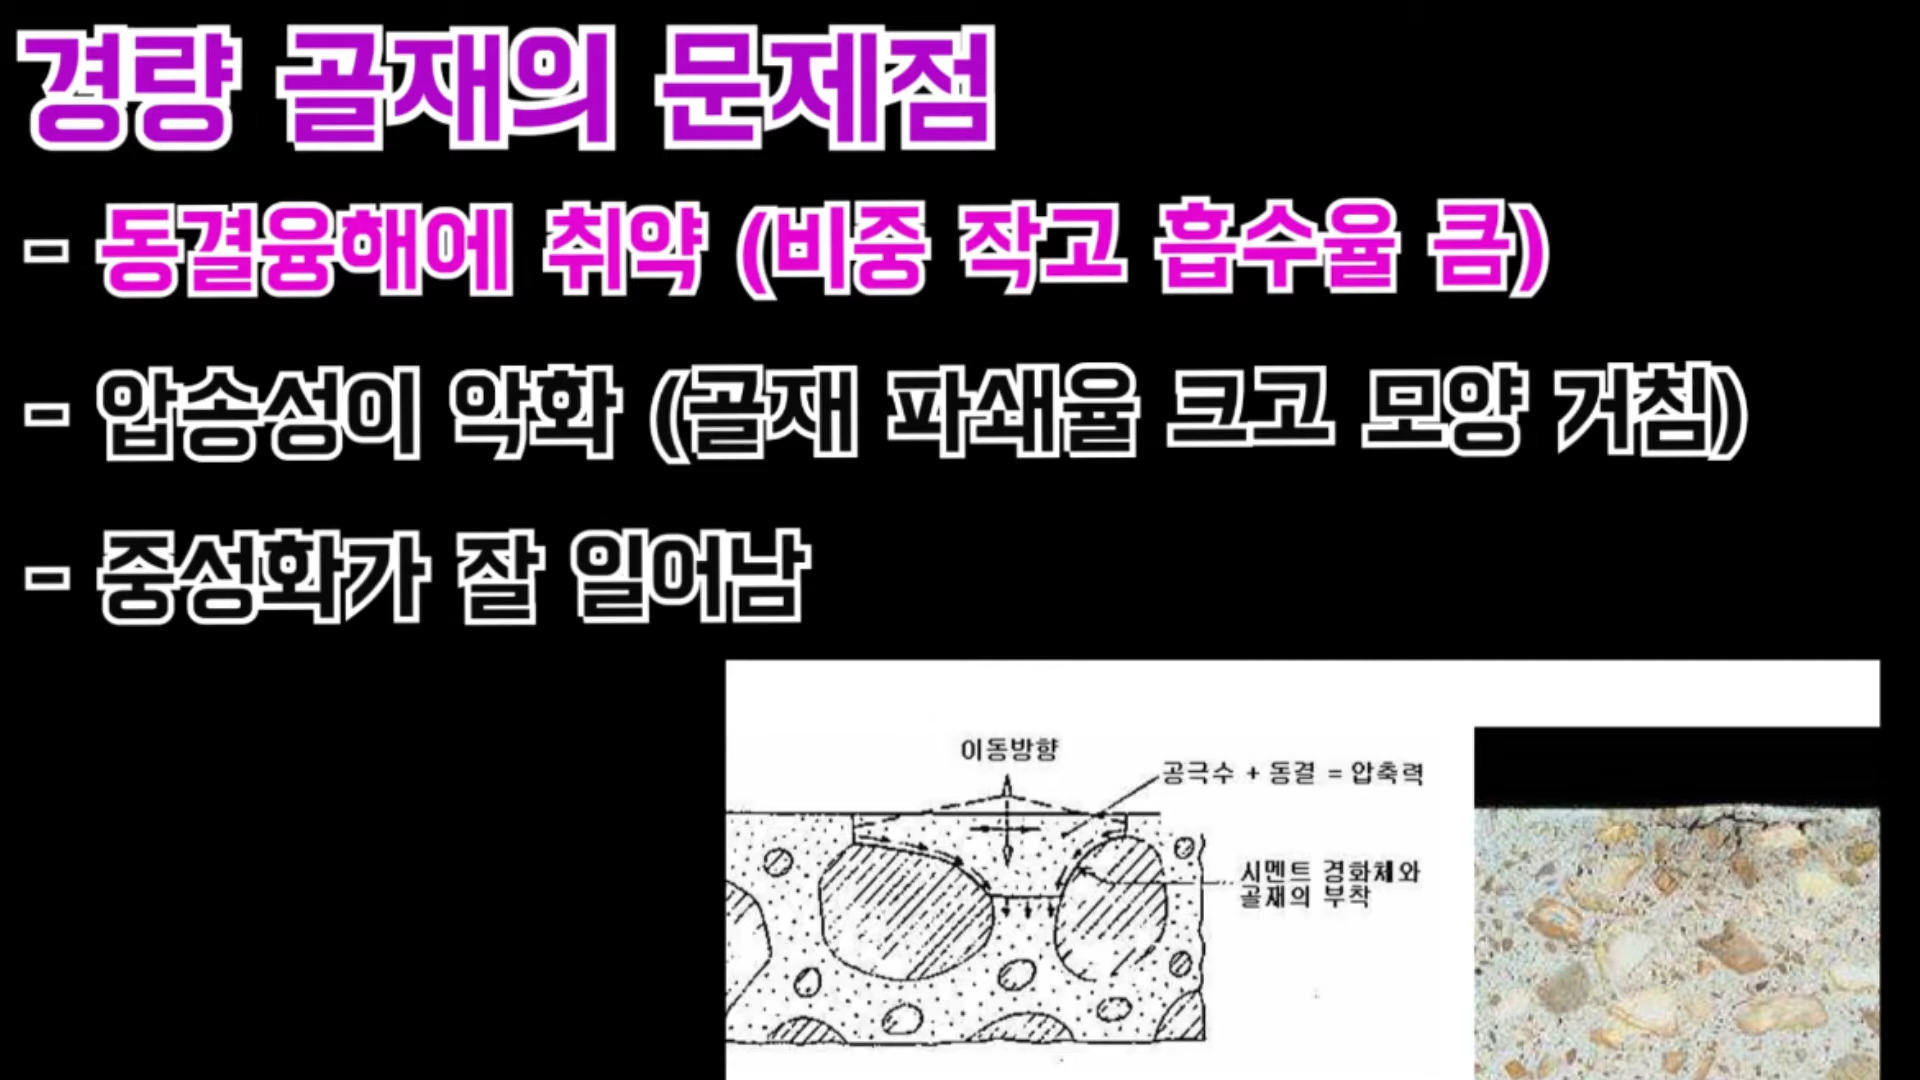 경량 골재의 문제점
- 동결융해에 취약 (비중 작고 흡수율 큼)
- 압송성이 악화 (골재 파쇄율 크고 모양 거침)
- 중성화가 잘 일어남
이동방향
공극수 + 동결 = 압축력
시멘트 경화체와
골재의 부착